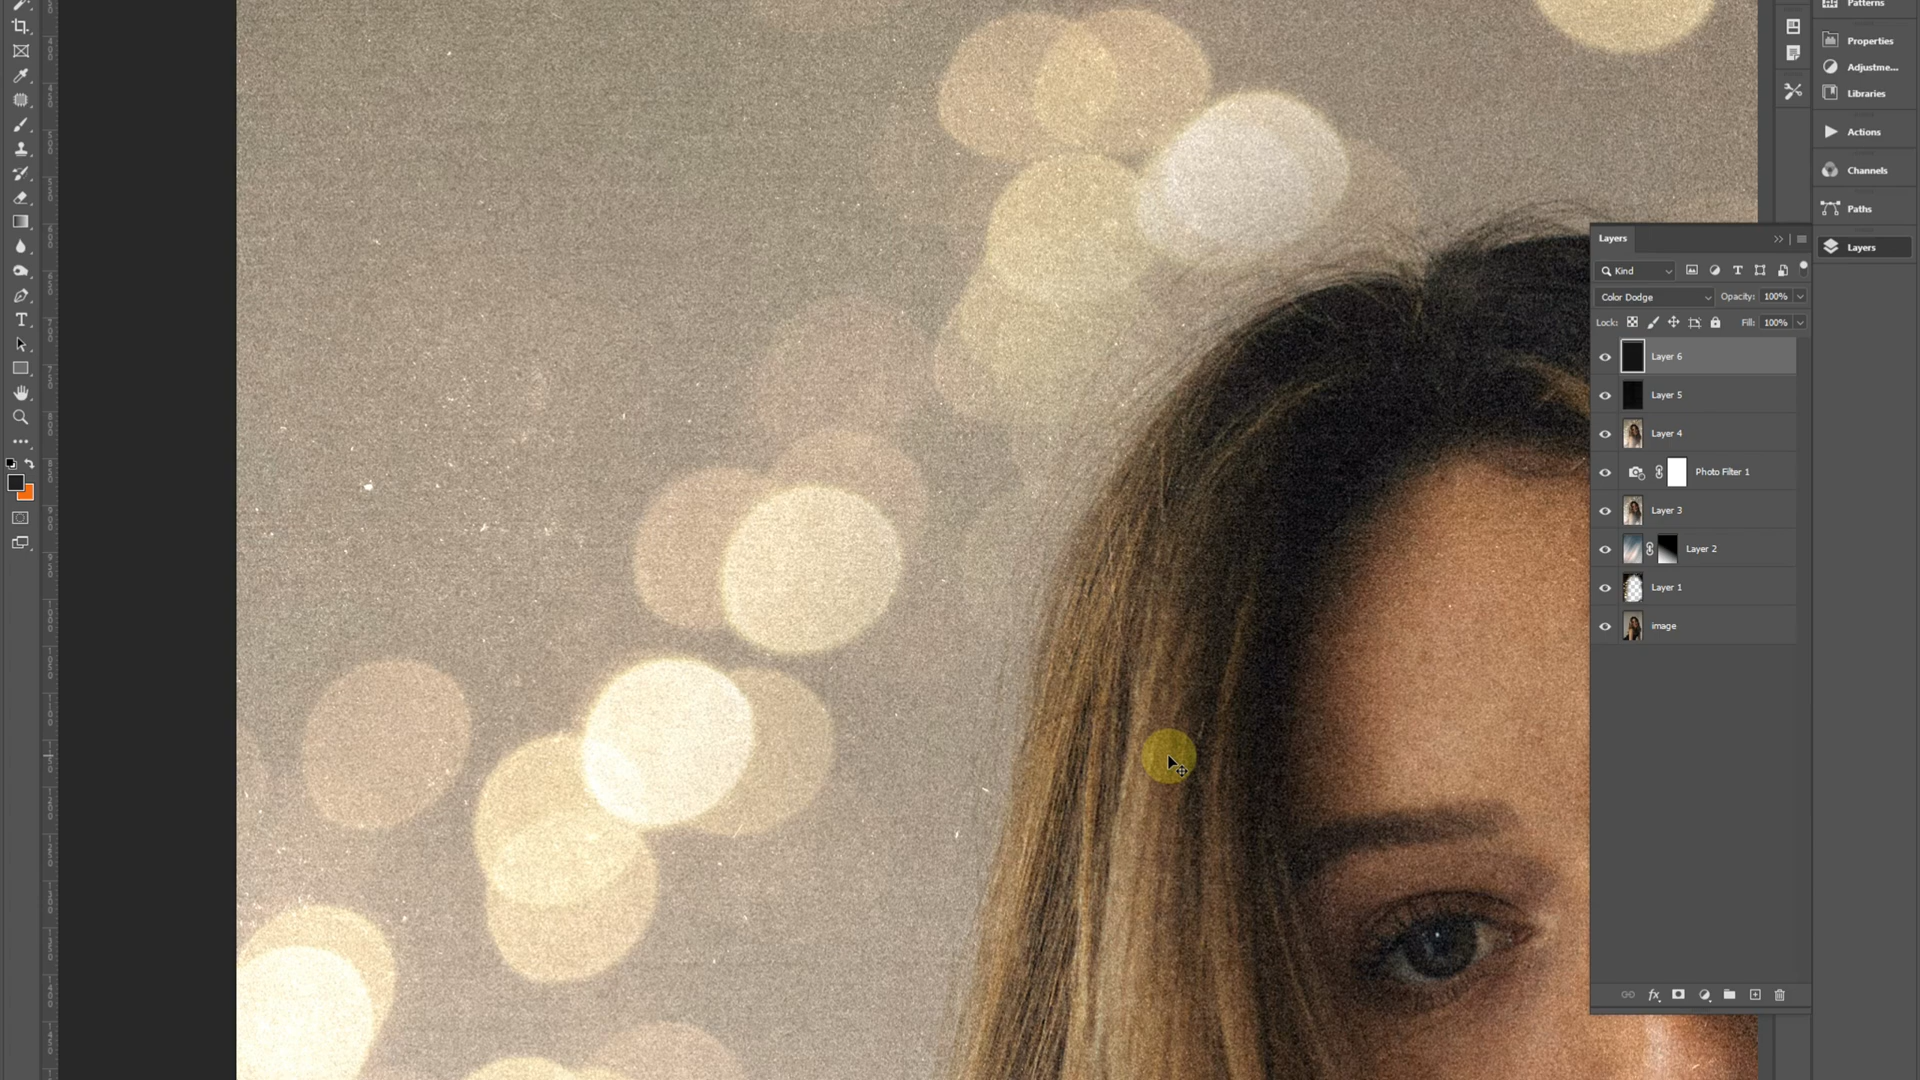 Patterns
Properties
Adjustme...
Libraries
Actions
Channels
Paths
Layers
Layers
Kind
Color Dodge
Opacity: 100%
Lock:
Fill: 100%
Layer 6
Layer 5
Layer 4
Photo Filter 1
Layer 3
Layer 2
Layer 1
image
fx